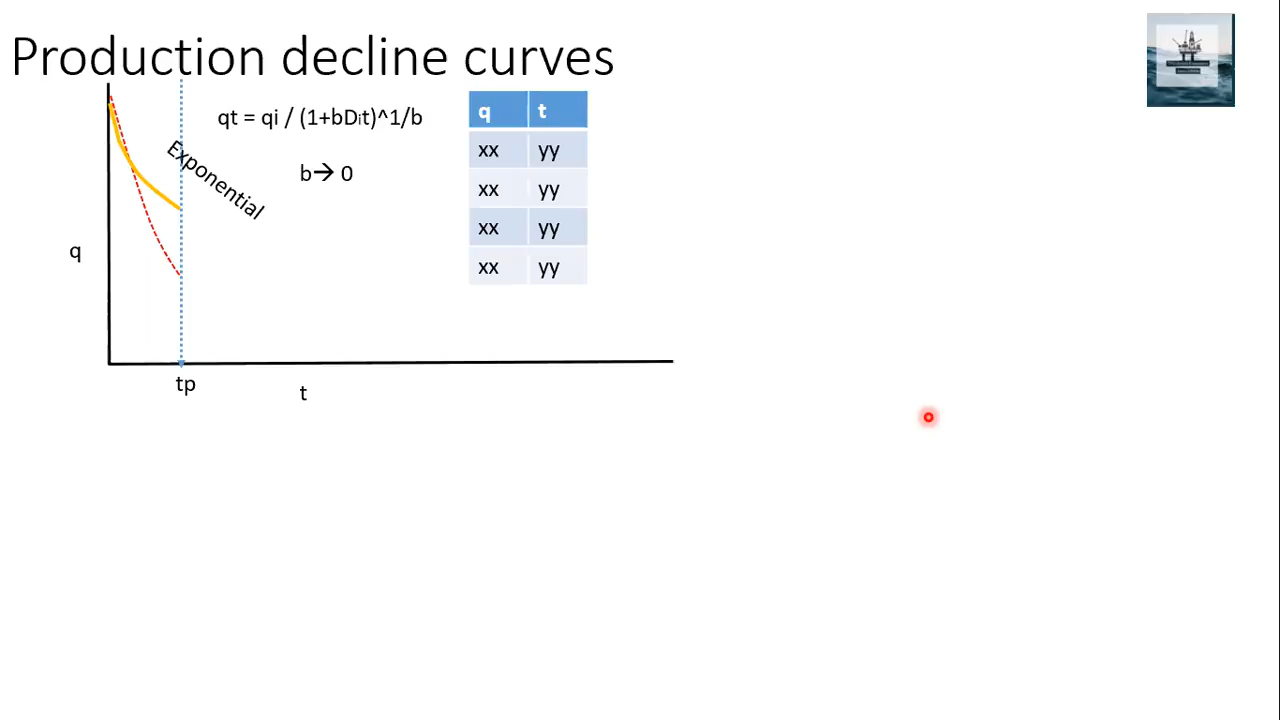 Production decline curves
qt = qi / (1+bDit)^1/b
b→ 0
Exponential
q
tp
t
q t
xx yy
xx yy
xx yy
xx yy